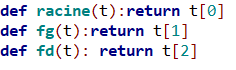 def racine(t):return t[0]
def fg(t):return t[1]
def fd(t): return t[2]